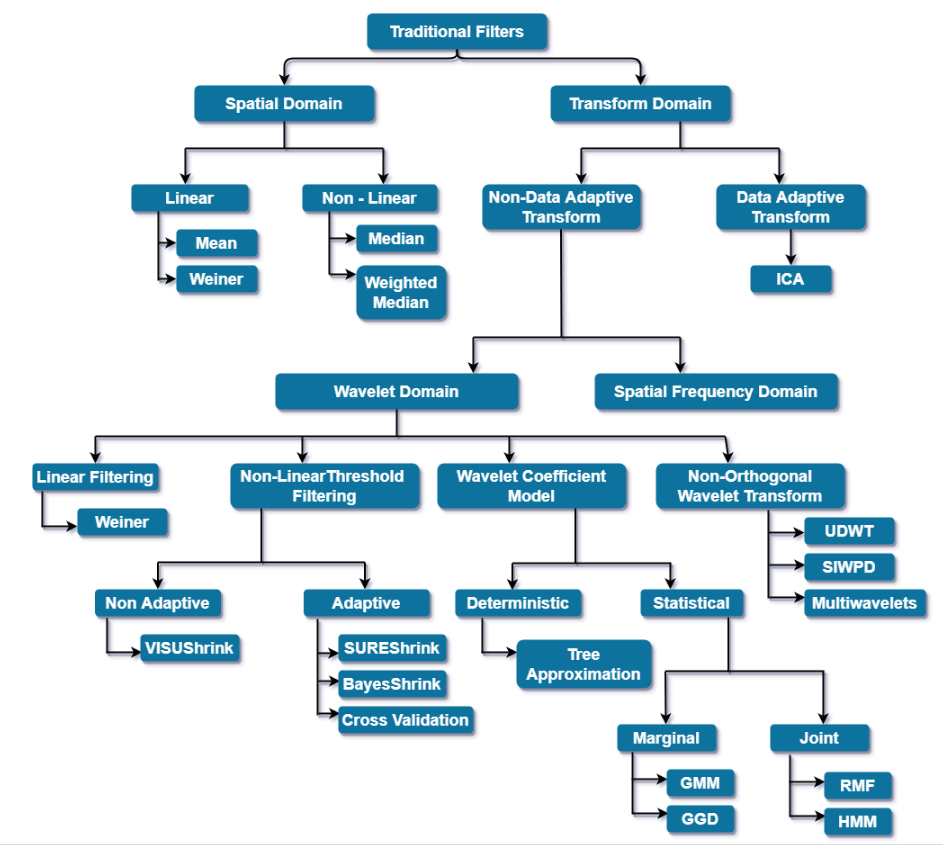 Traditional Filters
Spatial Domain
Transform Domain
Linear
Non - Linear
Non-Data Adaptive
Transform
Data Adaptive
Transform
Mean
Median
Weiner
Weighted
Median
ICA
Wavelet Domain
Spatial Frequency Domain
Linear Filtering
Non-LinearThreshold
Filtering
Wavelet Coefficient
Model
Non-Orthogonal
Wavelet Transform
Weiner
UDWT
SIWPD
Multiwavelets
Non Adaptive
Adaptive
Deterministic
Statistical
VISUShrink
SUREShrink
BayesShrink
Cross Validation
Tree
Approximation
Marginal
Joint
GMM
GGD
RMF
HMM